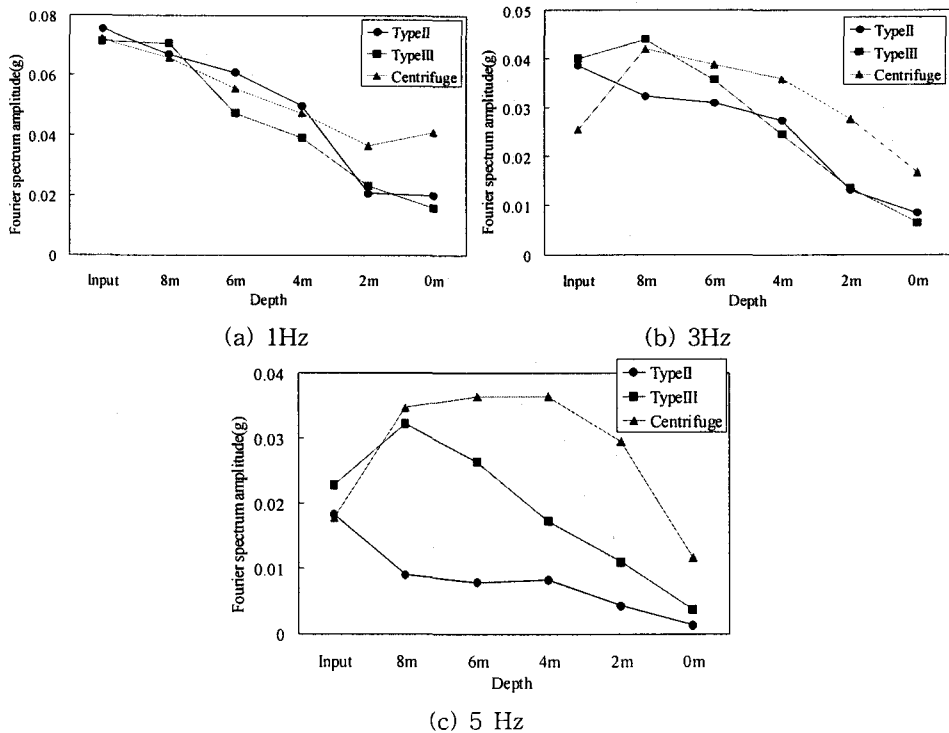 Fourier spectrum amplitude(g)
0.08
0.06
0.04
0.02
0
TypeII
TypeIII
Centrifuge
Input 8m 6m 4m 2m 0m
Depth
(a) 1Hz
Fourier spectrum amplitude(g)
0.05
0.04
0.03
0.02
0.01
0
TypeII
TypeIII
Centrifuge
Input 8m 6m 4m 2m 0m
Depth
(b) 3Hz
Fourier spectrum amplitude(g)
0.04
0.03
0.02
0.01
0
TypeII
TypeIII
Centrifuge
Input 8m 6m 4m 2m 0m
Depth
(c) 5 Hz